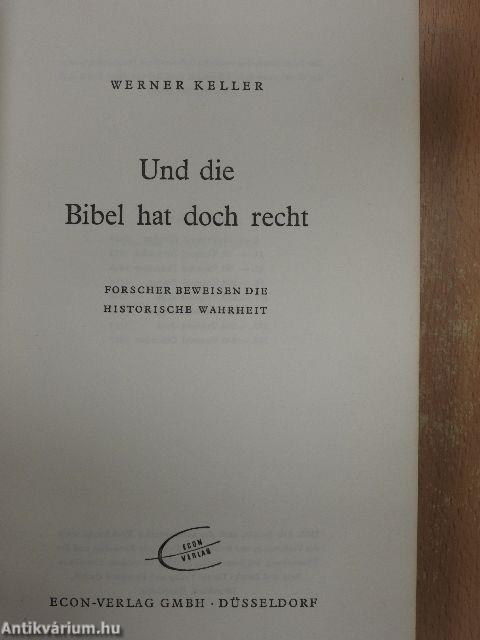 WERNER KELLER
Und die
Bibel hat doch recht
FORSCHER BEWEISEN DIE
HISTORISCHE WAHRHEIT
ECON
VERLAG
ECON-VERLAG GMBH · DÜSSELDORF
Antikvárium.hu